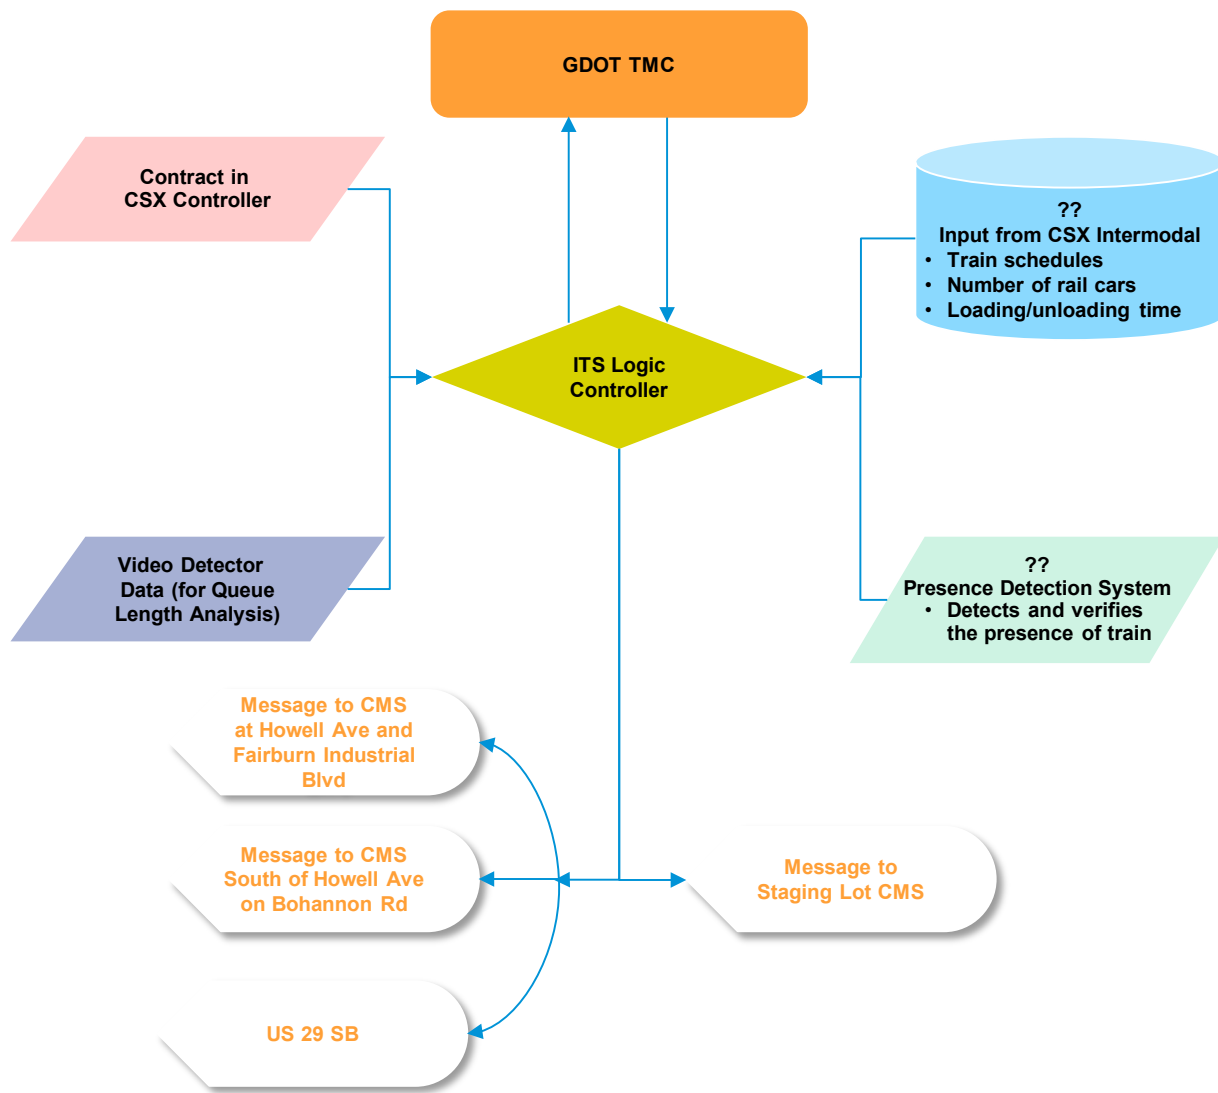 GDOT TMC
Contract in
CSX Controller
??
Input from CSX Intermodal
• Train schedules
• Number of rail cars
• Loading/unloading time
ITS Logic
Controller
Video Detector
Data (for Queue
Length Analysis)
??
Presence Detection System
• Detects and verifies
the presence of train
Message to CMS
at Howell Ave and
Fairburn Industrial
Blvd
Message to CMS
South of Howell Ave
on Bohannon Rd
Message to
Staging Lot CMS
US 29 SB